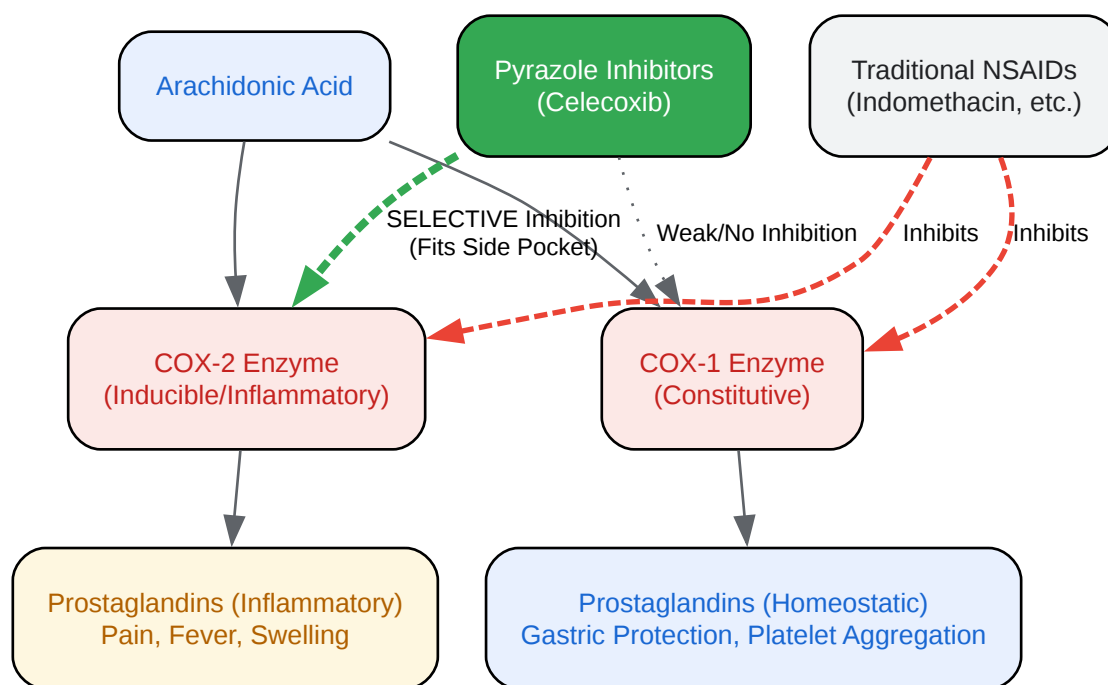 Arachidonic Acid
Pyrazole Inhibitors
(Celecoxib)
Traditional NSAIDs
(Indomethacin, etc.)
SELECTIVE Inhibition
(Fits Side Pocket)
Weak/No Inhibition
Inhibits
Inhibits
COX-2 Enzyme
(Inducible/Inflammatory)
COX-1 Enzyme
(Constitutive)
Prostaglandins (Inflammatory)
Pain, Fever, Swelling
Prostaglandins (Homeostatic)
Gastric Protection, Platelet Aggregation